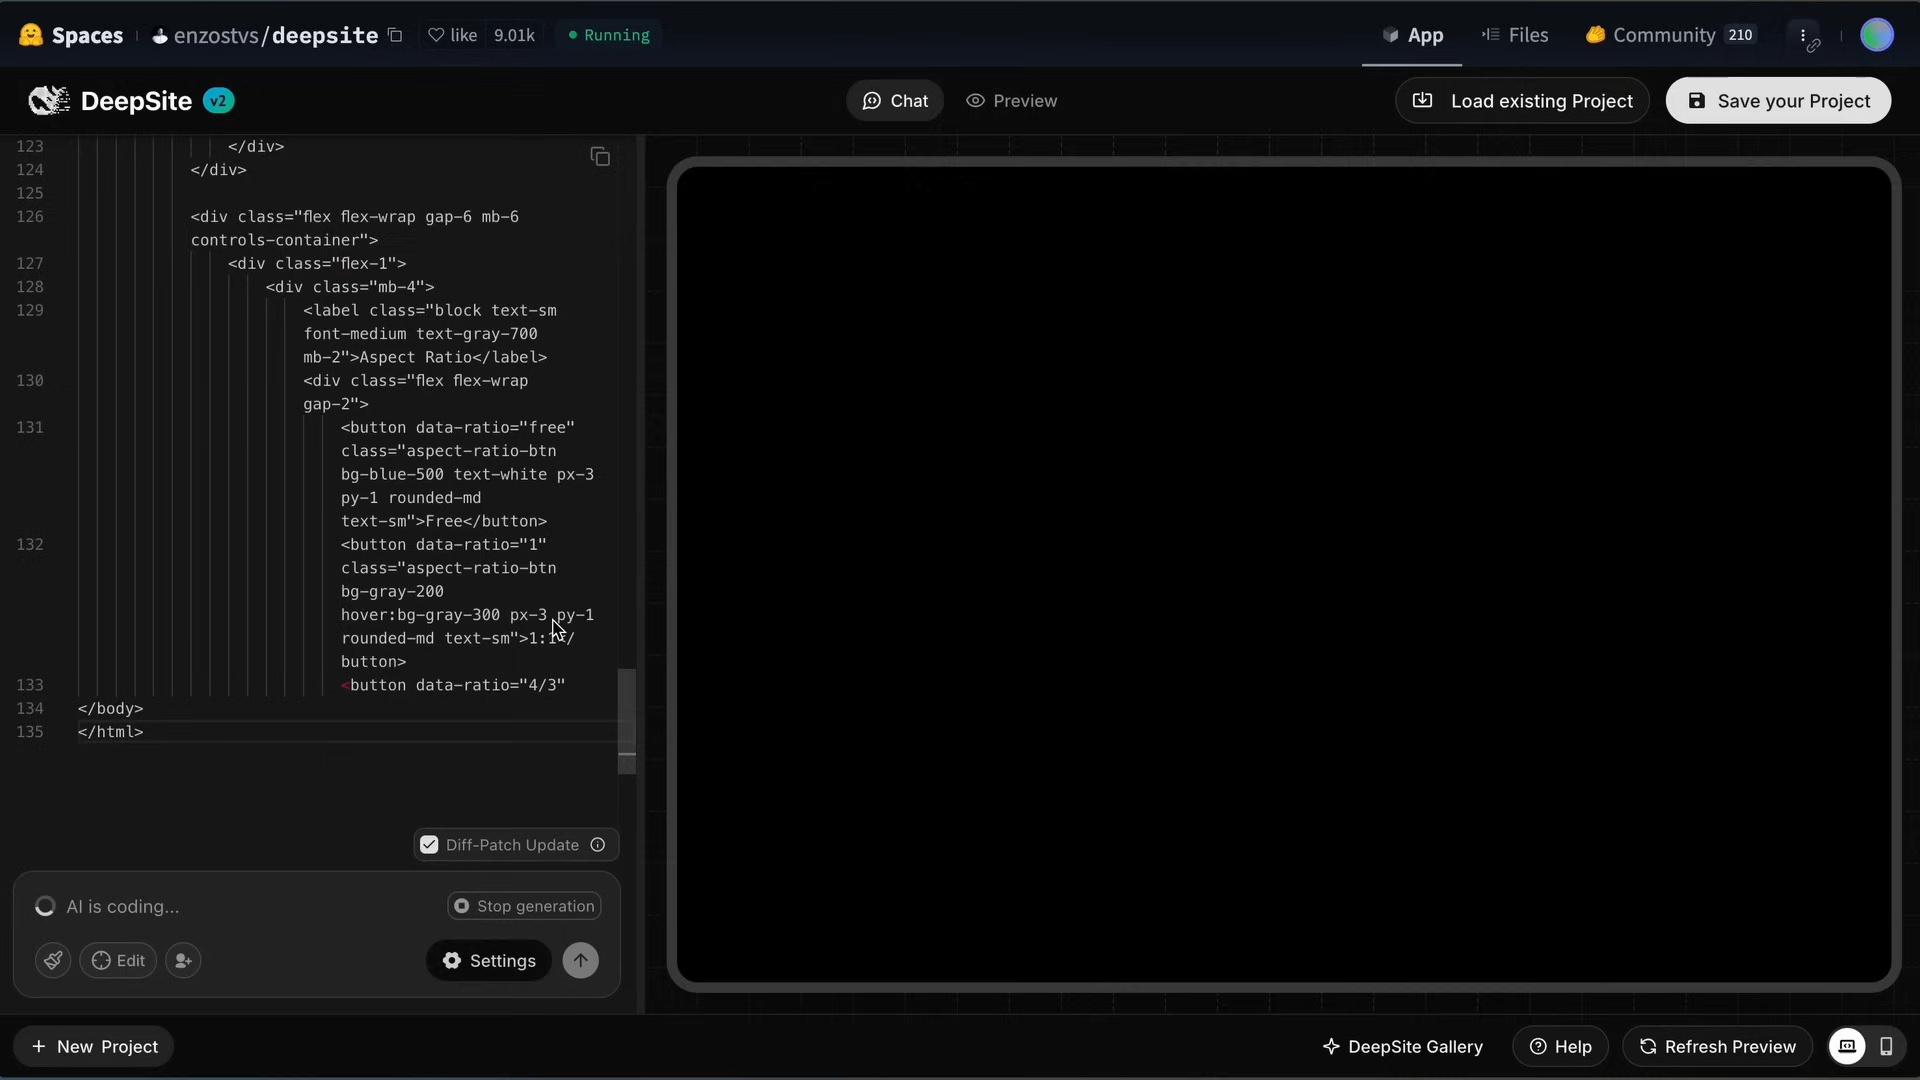 Spaces enzostvs/deepsite like 9.01k Running App Files Community 210
DeepSite v2 Chat Preview Load existing Project Save your Project
123 </div>
124 </div>
125
126 <div class="flex flex-wrap gap-6 mb-6
controls-container">
127 <div class="flex-1">
128 <div class="mb-4">
129 <label class="block text-sm
font-medium text-gray-700
mb-2">Aspect Ratio</label>
130 <div class="flex flex-wrap
gap-2">
131 <button data-ratio="free"
class="aspect-ratio-btn
bg-blue-500 text-white px-3
py-1 rounded-md
text-sm">Free</button>
132 <button data-ratio="1"
class="aspect-ratio-btn
bg-gray-200
hover:bg-gray-300 px-3 py-1
rounded-md text-sm">1:1</
button>
133 <button data-ratio="4/3"
134 </body>
135 </html>
Diff-Patch Update
AI is coding... Stop generation
Edit Settings
+ New Project DeepSite Gallery Help Refresh Preview